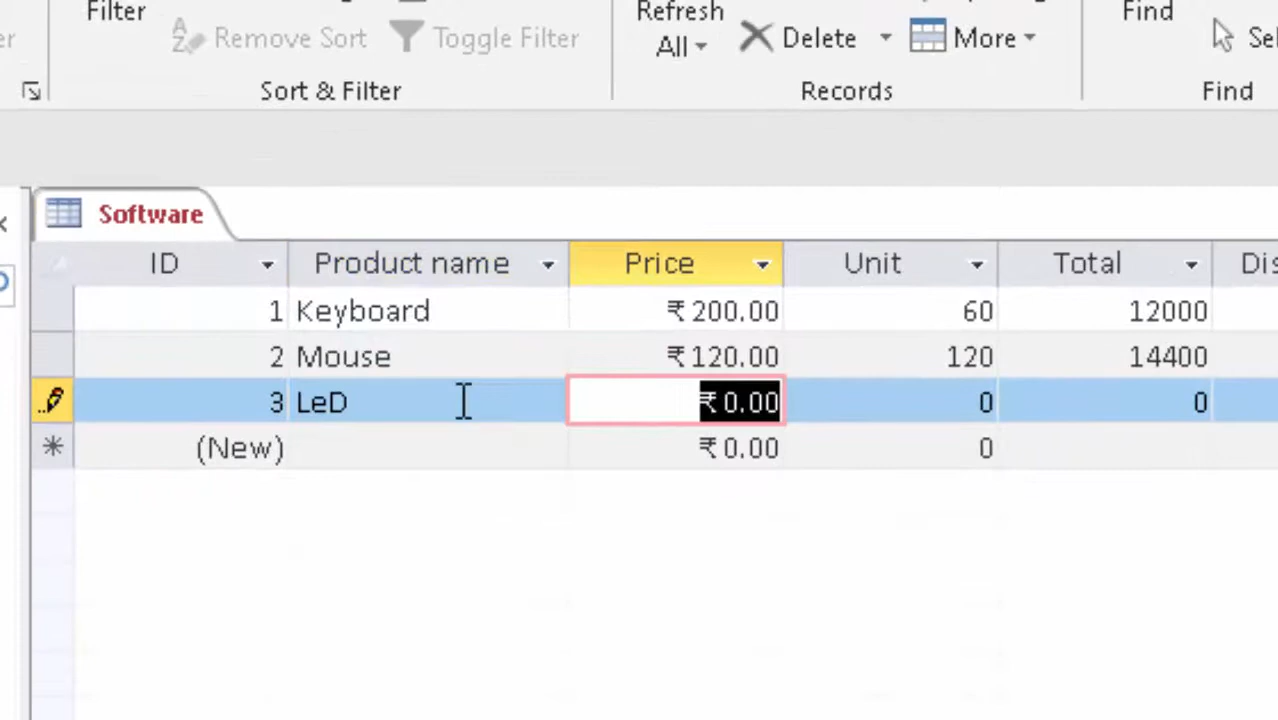 Filter
Remove Sort
Toggle Filter
Sort & Filter
Refresh
All
Delete
More
Records
Find
Find
Software
ID Product name Price Unit Total
1 Keyboard ₹ 200.00 60 12000
2 Mouse ₹ 120.00 120 14400
3 LeD ₹ 0.00 0 0
(New) ₹ 0.00 0